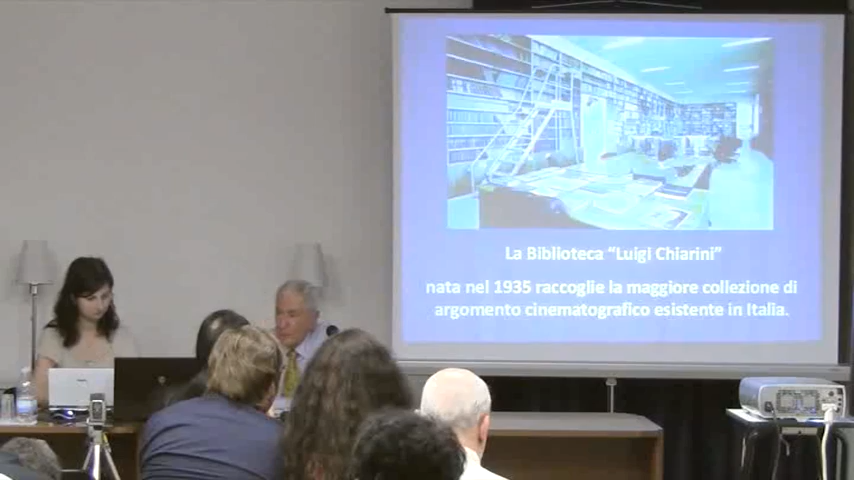 La Biblioteca “Luigi Chiarini”
nata nel 1935 raccoglie la maggiore collezione di
argomento cinematografico esistente in Italia.